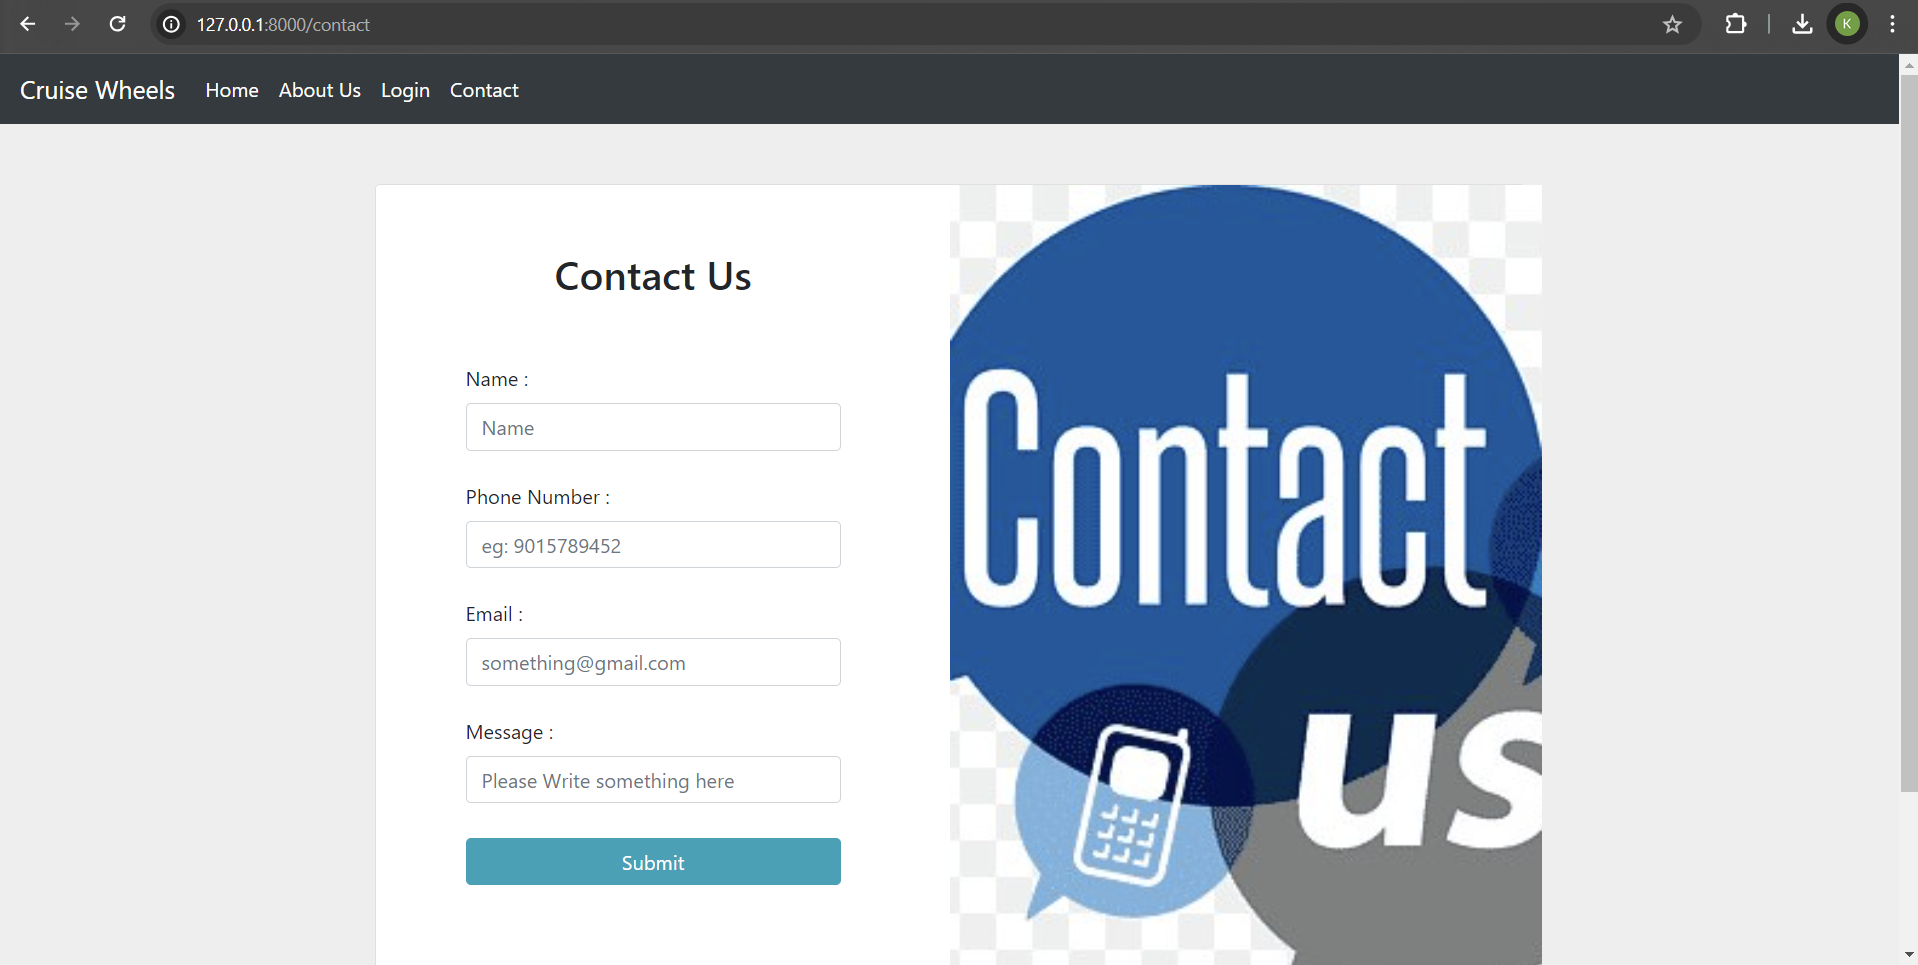 127.0.0.1:8000/contact
K
Cruise Wheels Home About Us Login Contact
Contact Us
Name :
Name
Phone Number :
eg: 9015789452
Email :
something@gmail.com
Message :
Please Write something here
Submit
Contact
us